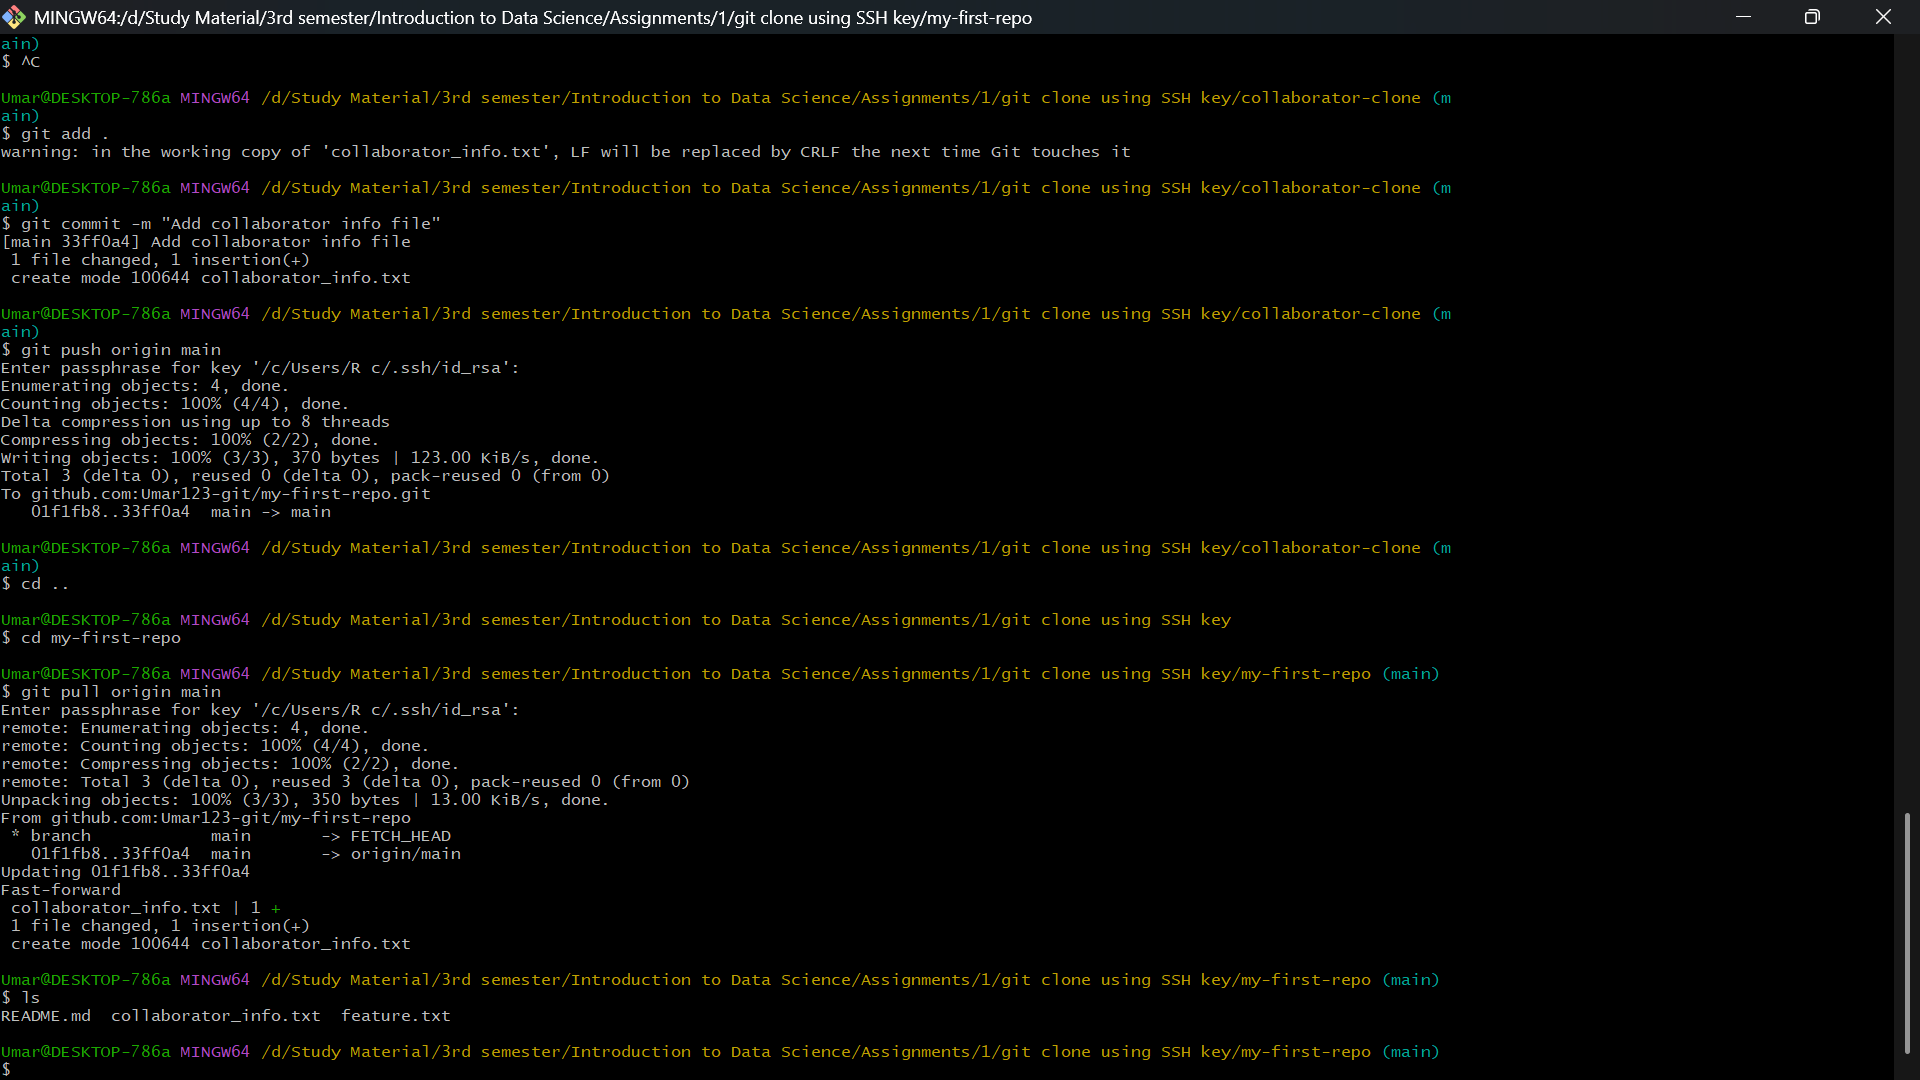 MINGW64:/d/Study Material/3rd semester/Introduction to Data Science/Assignments/1/git clone using SSH key/my-first-repo
ain)
$ ^C
Umar@DESKTOP-786a MINGW64 /d/Study Material/3rd semester/Introduction to Data Science/Assignments/1/git clone using SSH key/collaborator-clone (m
ain)
$ git add .
warning: in the working copy of 'collaborator_info.txt', LF will be replaced by CRLF the next time Git touches it
Umar@DESKTOP-786a MINGW64 /d/Study Material/3rd semester/Introduction to Data Science/Assignments/1/git clone using SSH key/collaborator-clone (m
ain)
$ git commit -m "Add collaborator info file"
[main 33ff0a4] Add collaborator info file
 1 file changed, 1 insertion(+)
 create mode 100644 collaborator_info.txt
Umar@DESKTOP-786a MINGW64 /d/Study Material/3rd semester/Introduction to Data Science/Assignments/1/git clone using SSH key/collaborator-clone (m
ain)
$ git push origin main
Enter passphrase for key '/c/Users/R c/.ssh/id_rsa':
Enumerating objects: 4, done.
Counting objects: 100% (4/4), done.
Delta compression using up to 8 threads
Compressing objects: 100% (2/2), done.
Writing objects: 100% (3/3), 370 bytes | 123.00 KiB/s, done.
Total 3 (delta 0), reused 0 (delta 0), pack-reused 0 (from 0)
To github.com:Umar123-git/my-first-repo.git
   01f1fb8..33ff0a4  main -> main
Umar@DESKTOP-786a MINGW64 /d/Study Material/3rd semester/Introduction to Data Science/Assignments/1/git clone using SSH key/collaborator-clone (m
ain)
$ cd ..
Umar@DESKTOP-786a MINGW64 /d/Study Material/3rd semester/Introduction to Data Science/Assignments/1/git clone using SSH key
$ cd my-first-repo
Umar@DESKTOP-786a MINGW64 /d/Study Material/3rd semester/Introduction to Data Science/Assignments/1/git clone using SSH key/my-first-repo (main)
$ git pull origin main
Enter passphrase for key '/c/Users/R c/.ssh/id_rsa':
remote: Enumerating objects: 4, done.
remote: Counting objects: 100% (4/4), done.
remote: Compressing objects: 100% (2/2), done.
remote: Total 3 (delta 0), reused 3 (delta 0), pack-reused 0 (from 0)
Unpacking objects: 100% (3/3), 350 bytes | 13.00 KiB/s, done.
From github.com:Umar123-git/my-first-repo
 * branch            main       -> FETCH_HEAD
   01f1fb8..33ff0a4  main       -> origin/main
Updating 01f1fb8..33ff0a4
Fast-forward
 collaborator_info.txt | 1 +
 1 file changed, 1 insertion(+)
 create mode 100644 collaborator_info.txt
Umar@DESKTOP-786a MINGW64 /d/Study Material/3rd semester/Introduction to Data Science/Assignments/1/git clone using SSH key/my-first-repo (main)
$ ls
README.md  collaborator_info.txt  feature.txt
Umar@DESKTOP-786a MINGW64 /d/Study Material/3rd semester/Introduction to Data Science/Assignments/1/git clone using SSH key/my-first-repo (main)
$